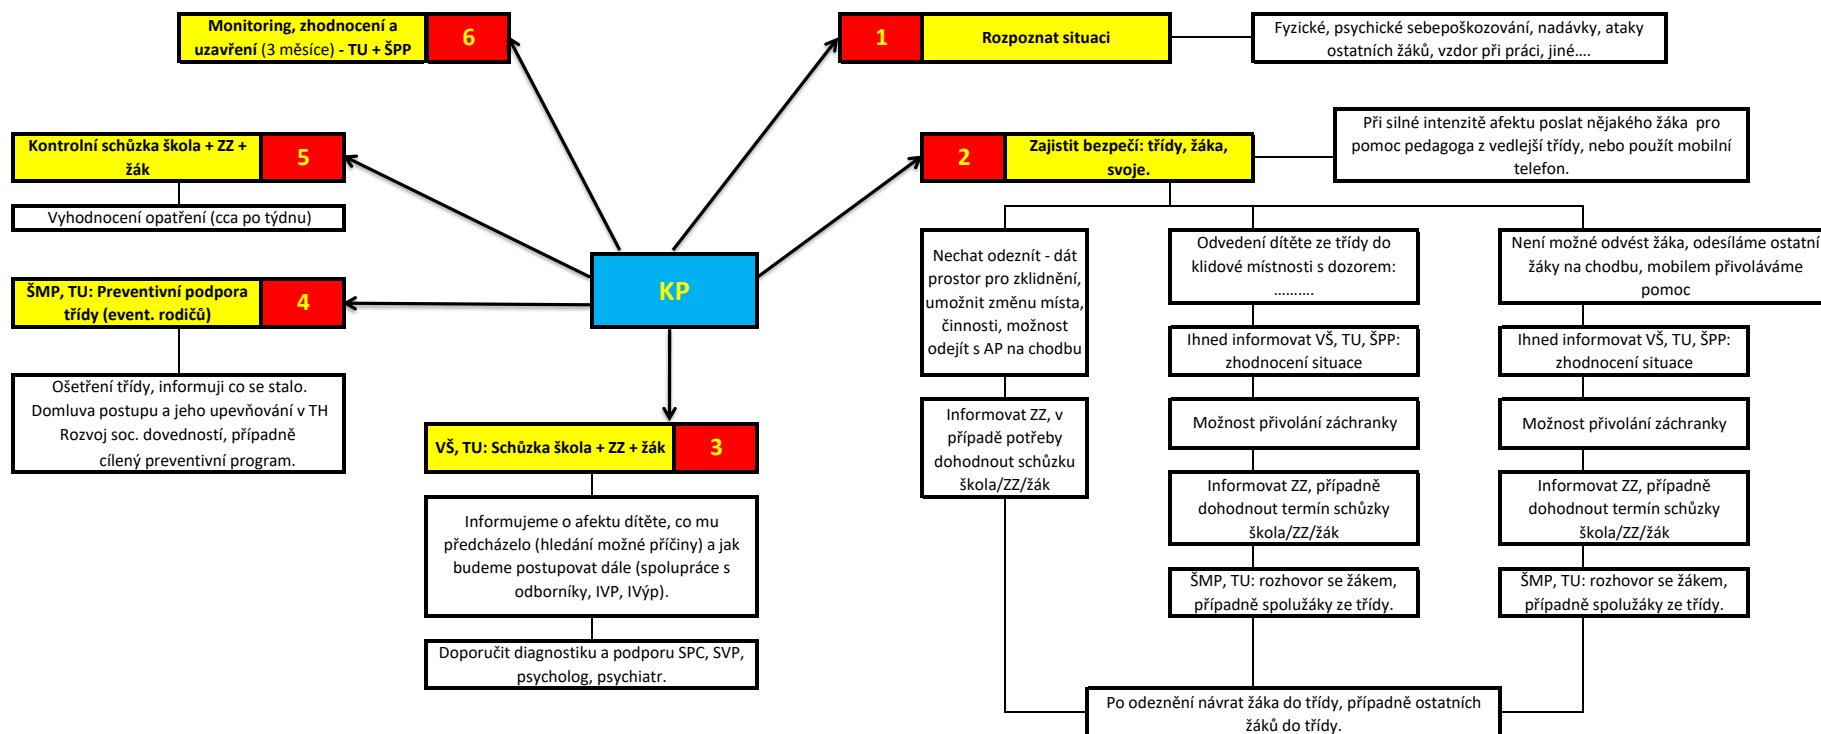 Monitoring, zhodnocení a
uzavření (3 měsíce) - TU + ŠPP
6
1
Rozpoznat situaci
Fyzické, psychické sebepoškozování, nadávky, ataky
ostatních žáků, vzdor při práci, jiné....
Kontrolní schůzka škola + ZZ +
žák
5
Vyhodnocení opatření (cca po týdnu)
2
Zajistit bezpečí: třídy, žáka,
svoje.
Při silné intenzitě afektu poslat nějakého žáka  pro
pomoc pedagoga z vedlejší třídy, nebo použít mobilní
telefon.
KP
ŠMP, TU: Preventivní podpora
třídy (event. rodičů)
4
Ošetření třídy, informuji co se stalo.
Domluva postupu a jeho upevňování v TH
Rozvoj soc. dovedností, případně
cílený preventivní program.
VŠ, TU: Schůzka škola + ZZ + žák
3
Informujeme o afektu dítěte, co mu
předcházelo (hledání možné příčiny) a jak
budeme postupovat dále (spolupráce s
odborníky, IVP, IVýp).
Doporučit diagnostiku a podporu SPC, SVP,
psycholog, psychiatr.
Nechat odeznít - dát
prostor pro zklidnění,
umožnit změnu místa,
činnosti, možnost
odejít s AP na chodbu
Informovat ZZ, v
případě potřeby
dohodnout schůzku
škola/ZZ/žák
Odvedení dítěte ze třídy do
klidové místnosti s dozorem:
……….
Ihned informovat VŠ, TU, ŠPP:
zhodnocení situace
Možnost přivolání záchranky
Informovat ZZ, případně
dohodnout termín schůzky
škola/ZZ/žák
ŠMP, TU: rozhovor se žákem,
případně spolužáky ze třídy.
Není možné odvést žáka, odesíláme ostatní
žáky na chodbu, mobilem přivoláváme
pomoc
Ihned informovat VŠ, TU, ŠPP:
zhodnocení situace
Možnost přivolání záchranky
Informovat ZZ, případně
dohodnout termín schůzky
škola/ZZ/žák
ŠMP, TU: rozhovor se žákem,
případně spolužáky ze třídy.
Po odeznění návrat žáka do třídy, případně ostatních
žáků do třídy.